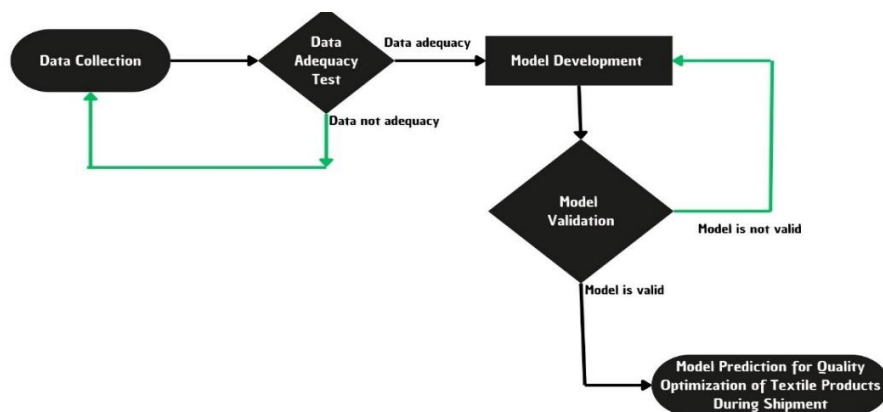 Data Collection
Data
Adequacy
Test
Data adequacy
Data not adequacy
Model Development
Model
Validation
Model is not valid
Model is valid
Model Prediction for Quality
Optimization of Textile Products
During Shipment